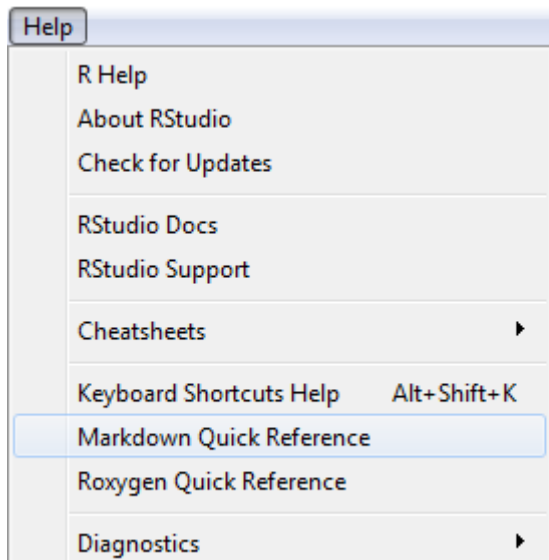 Help
R Help
About RStudio
Check for Updates
RStudio Docs
RStudio Support
Cheatsheets
Keyboard Shortcuts Help Alt+Shift+K
Markdown Quick Reference
Roxygen Quick Reference
Diagnostics